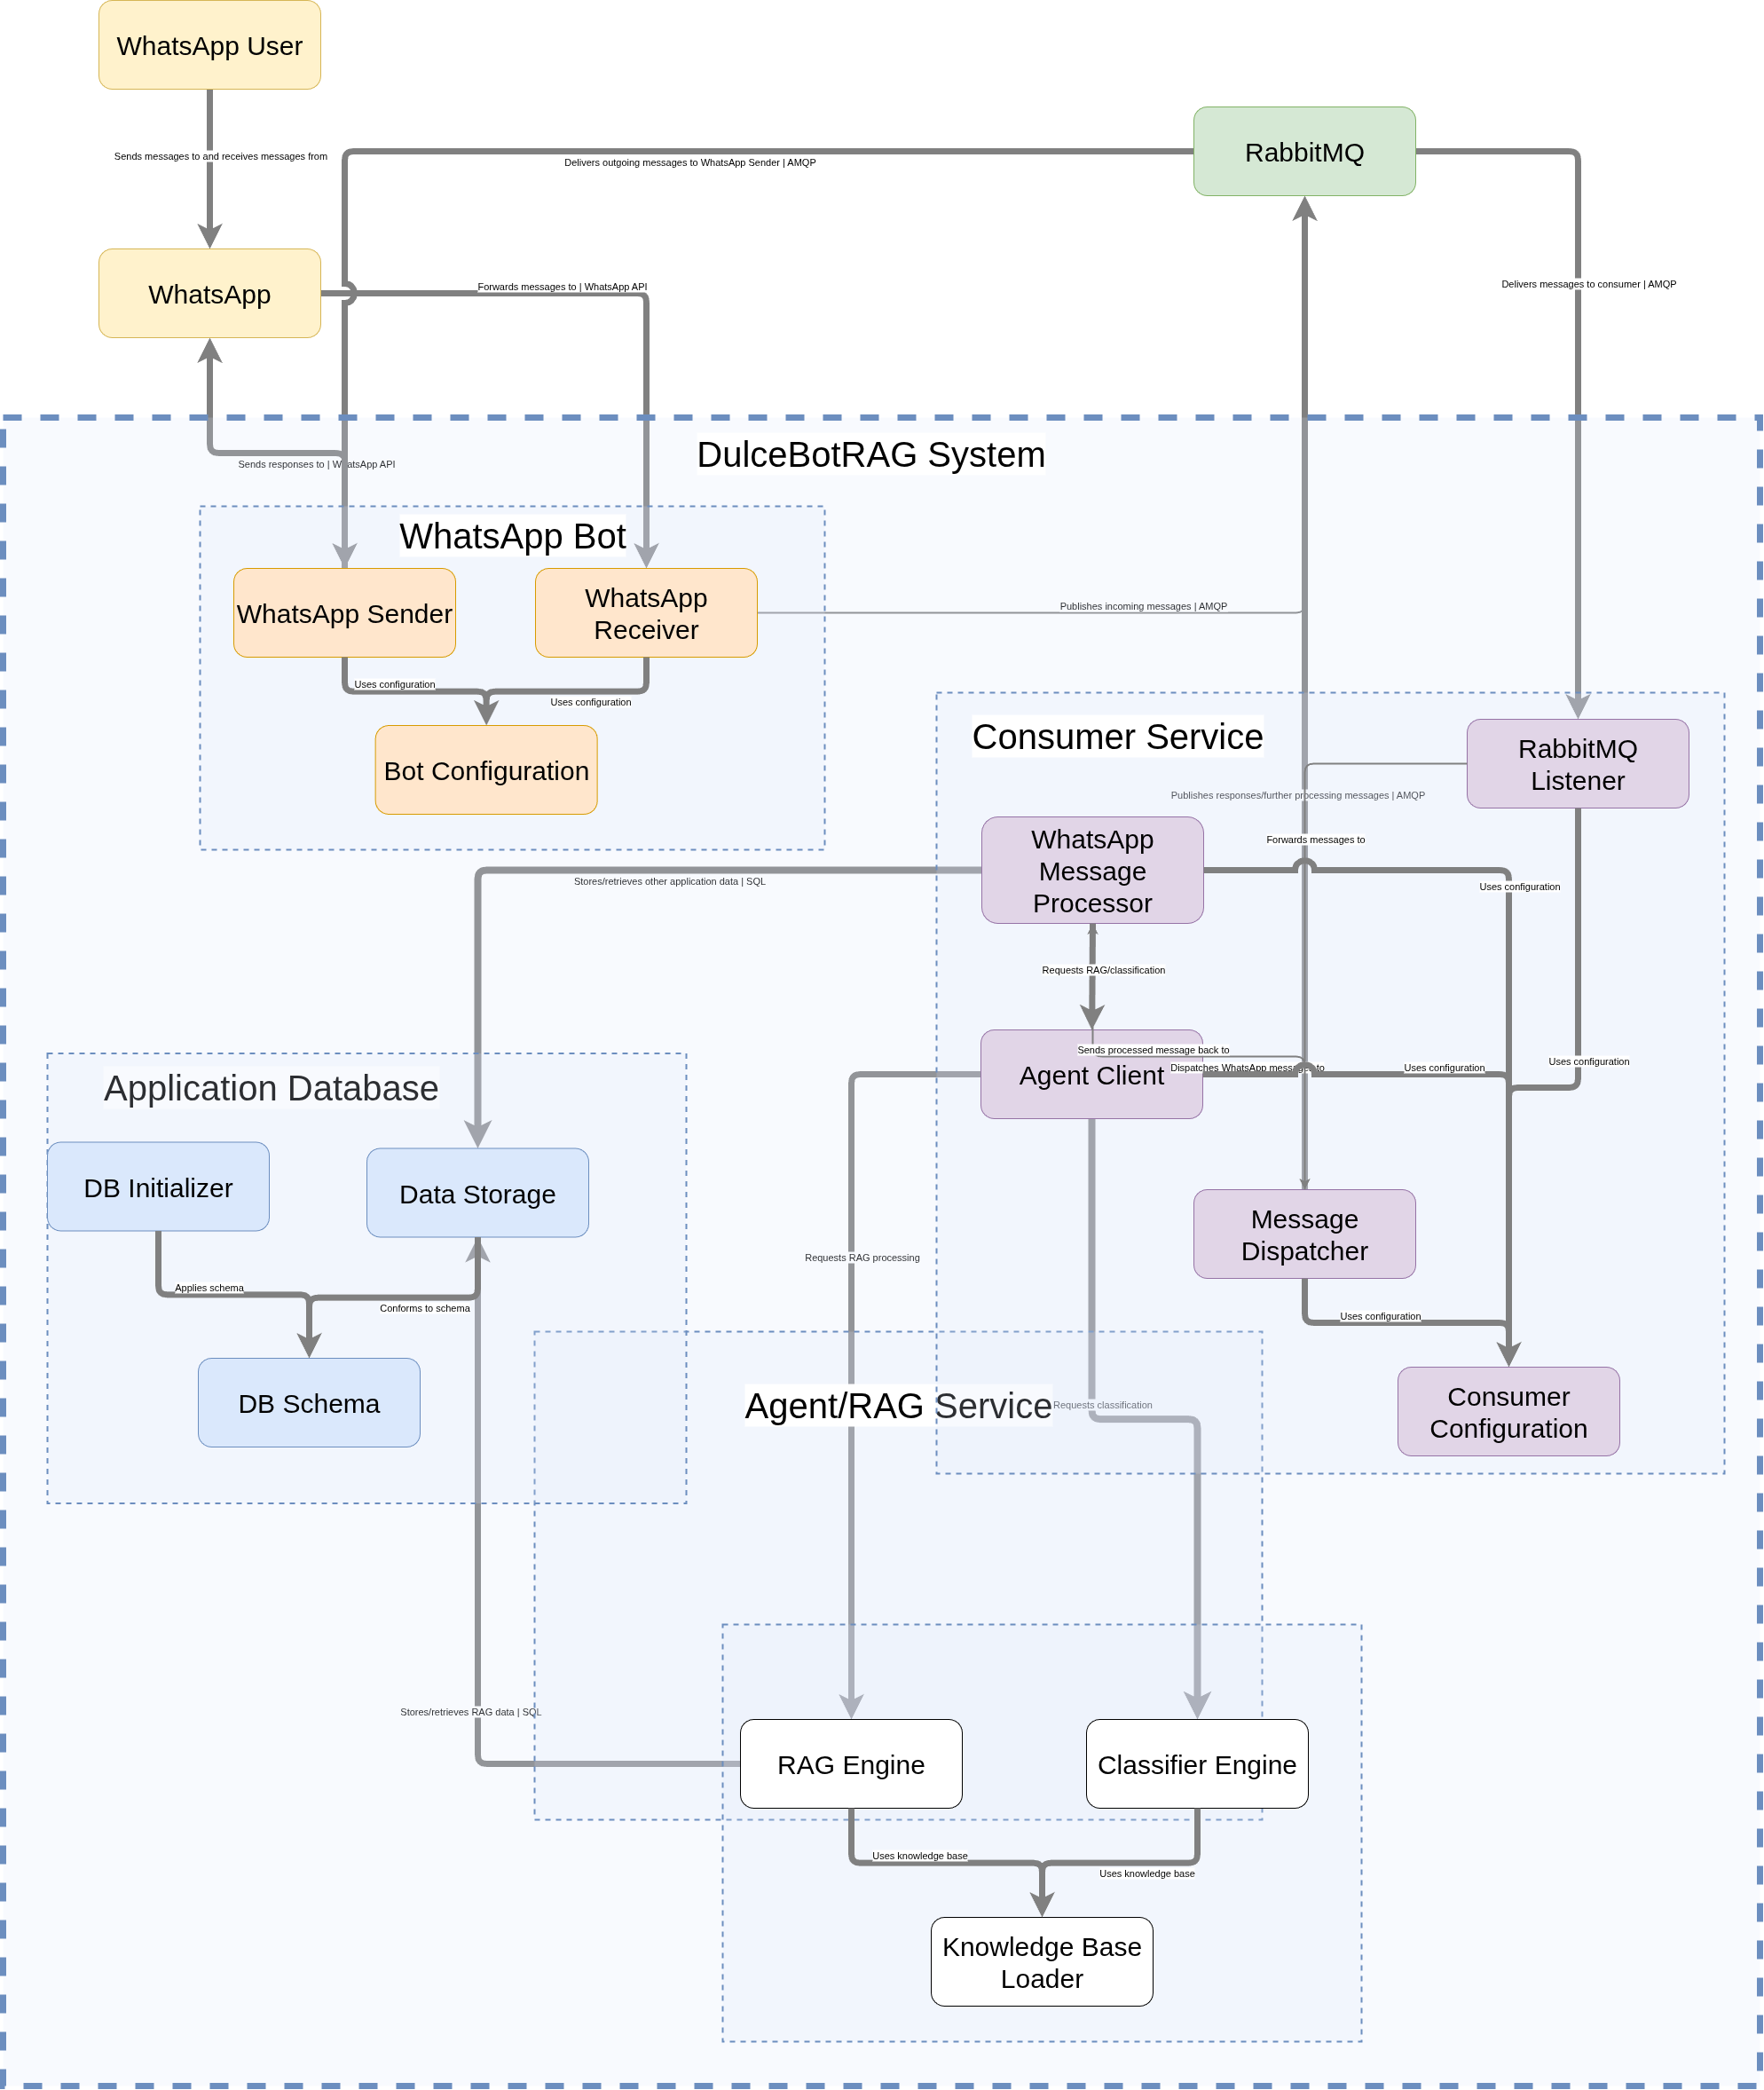 WhatsApp User
RabbitMQ
Sends messages to and receives messages from
Delivers outgoing messages to WhatsApp Sender | AMQP
WhatsApp
Forwards messages to | WhatsApp API
Delivers messages to consumer | AMQP
DulceBotRAG System
Sends responses to | WhatsApp API
WhatsApp Bot
WhatsApp Sender
WhatsApp
Receiver
Publishes incoming messages | AMQP
Uses configuration
Uses configuration
Bot Configuration
Consumer Service
RabbitMQ
Listener
Publishes responses/further processing messages | AMQP
Forwards messages to
WhatsApp
Message
Processor
Stores/retrieves other application data | SQL
Uses configuration
Requests RAG/classification
Sends processed message back to
Dispatches WhatsApp messages to
Uses configuration
Uses configuration
Agent Client
Application Database
DB Initializer
Data Storage
Message
Dispatcher
Requests RAG processing
Applies schema
Conforms to schema
Uses configuration
DB Schema
Agent/RAG Service
Requests classification
Consumer
Configuration
Stores/retrieves RAG data | SQL
RAG Engine
Classifier Engine
Uses knowledge base
Uses knowledge base
Knowledge Base
Loader